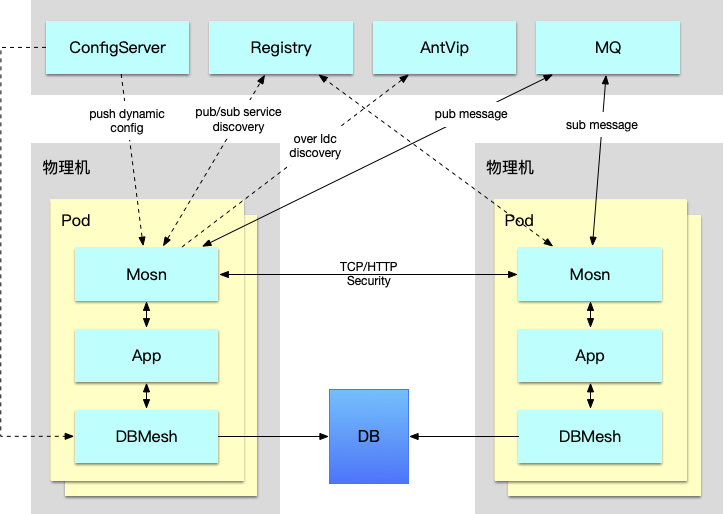 ConfigServer
Registry
AntVip
MQ
push dynamic
config
pub/sub service
discovery
over Idc
discovery
pub message
sub message
物理机
物理机
Pod
Pod
Mosn
TCP/HTTP
Security
Mosn
App
App
DBMesh
DB
DBMesh